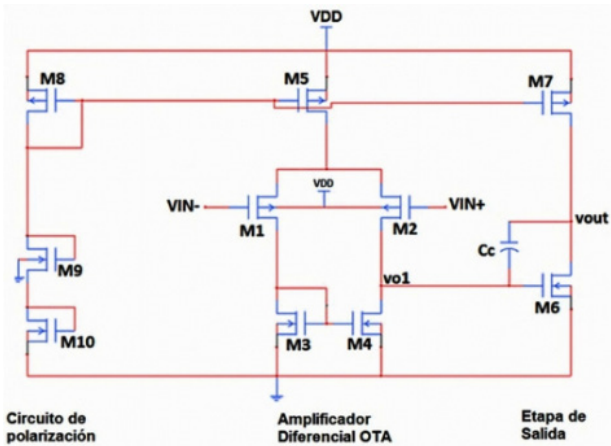 VDD
M8
M5
M7
VDD
VIN-
VIN+
M1
M2
vout
Cc
M9
vo1
M6
M10
M3
M4
Circuito de
polarización
Amplificador
Diferencial OTA
Etapa de
Salida